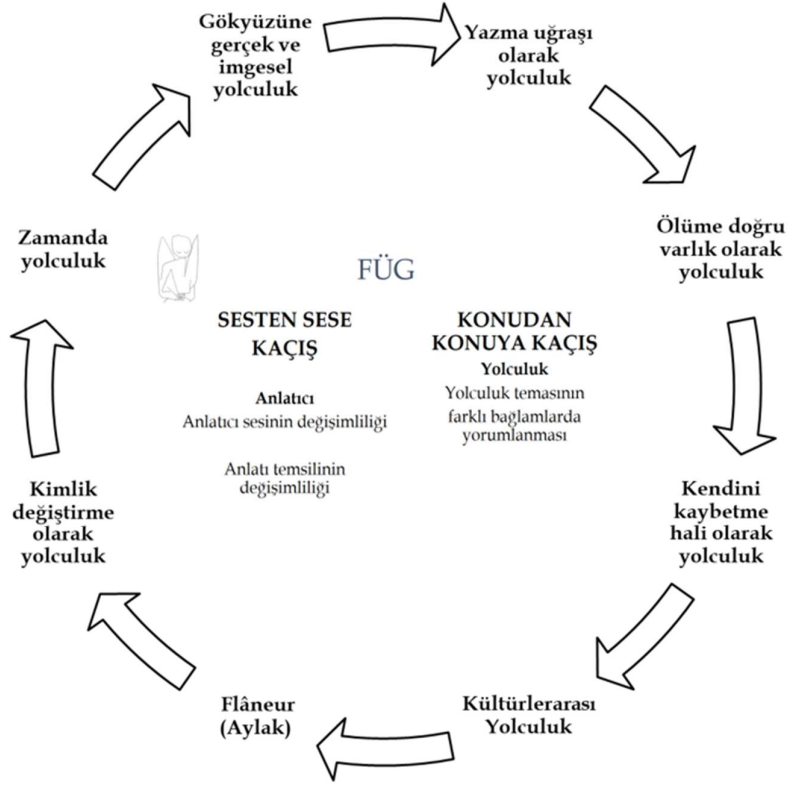 Gökyüzüne
gerçek ve
imgesel
yolculuk
Yazma uğraşı
olarak
yolculuk
Ölüme doğru
varlık olarak
yolculuk
Kendini
kaybetme
hali olarak
yolculuk
Kültürlerarası
Yolculuk
Flâneur
(Aylak)
Kimlik
değiştirme
olarak
yolculuk
Zamanda
yolculuk
FÜG
SESTEN SESE
KAÇIŞ
Anlatıcı
Anlatıcı sesinin değişimliliği
Anlatı temsilinin
değişimliliği
KONUDAN
KONUYA KAÇIŞ
Yolculuk
Yolculuk temasının
farklı bağlamlarda
yorumlanması